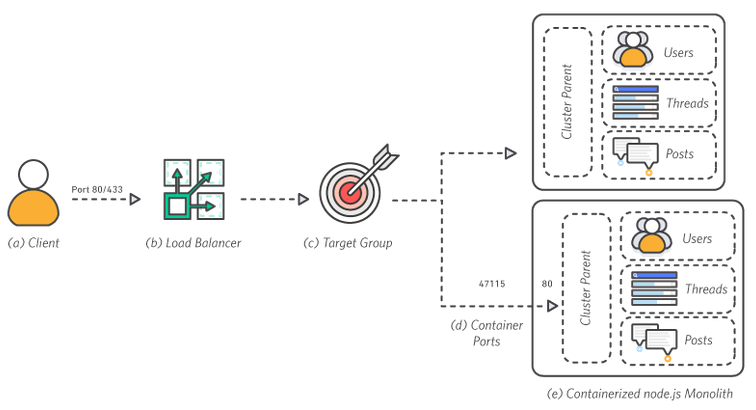 Cluster Parent
Users
Threads
Posts
Port 80/433
(a) Client
(b) Load Balancer
(c) Target Group
47115
80
(d) Container
Ports
Cluster Parent
Users
Threads
Posts
(e) Containerized node.js Monolith